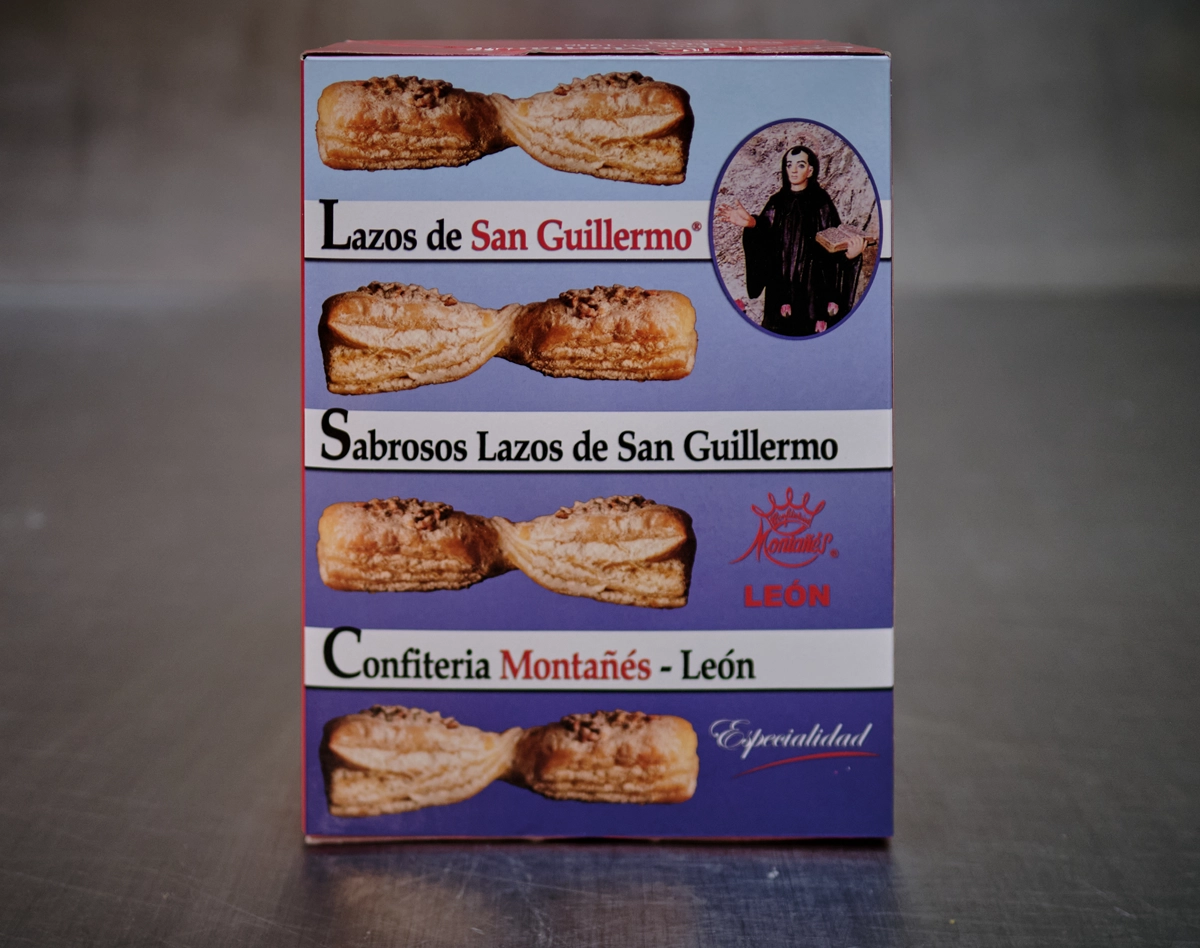 Lazos de San Guillermo®
Sabrosos Lazos de San Guillermo
Montañés®
LEÓN
Confiteria Montañés - León
Especialidad